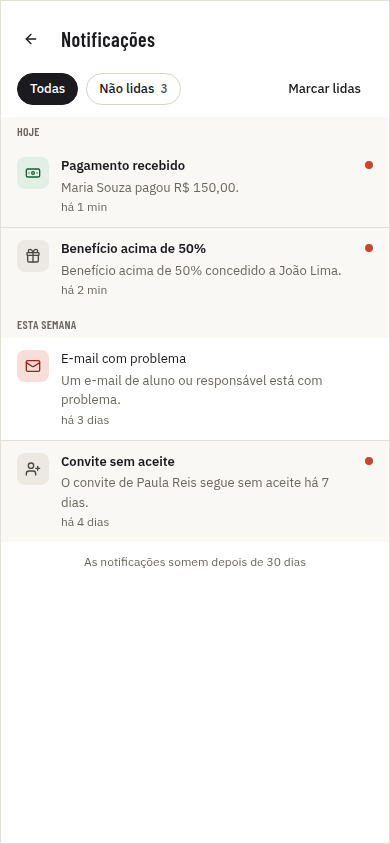 Notificações
Todas
Não lidas 3
Marcar lidas
HOJE
Pagamento recebido
Maria Souza pagou R$ 150,00.
há 1 min
Benefício acima de 50%
Benefício acima de 50% concedido a João Lima.
há 2 min
ESTA SEMANA
E-mail com problema
Um e-mail de aluno ou responsável está com
problema.
há 3 dias
Convite sem aceite
O convite de Paula Reis segue sem aceite há 7
dias.
há 4 dias
As notificações somem depois de 30 dias